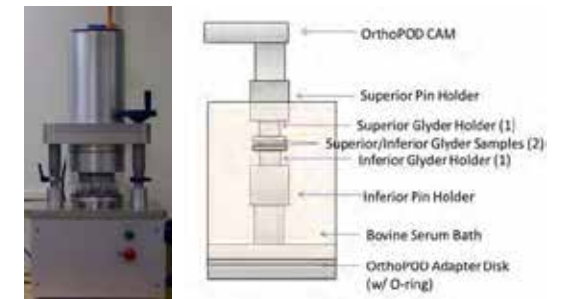 OrthoPOD CAM
Superior Pin Holder
Superior Glyder Holder (1)
Superior/Inferior Glyder Samples (2)
Inferior Glyder Holder (1)
Inferior Pin Holder
Bovine Serum Bath
OrthoPOD Adapter Disk
(w/ O-ring)